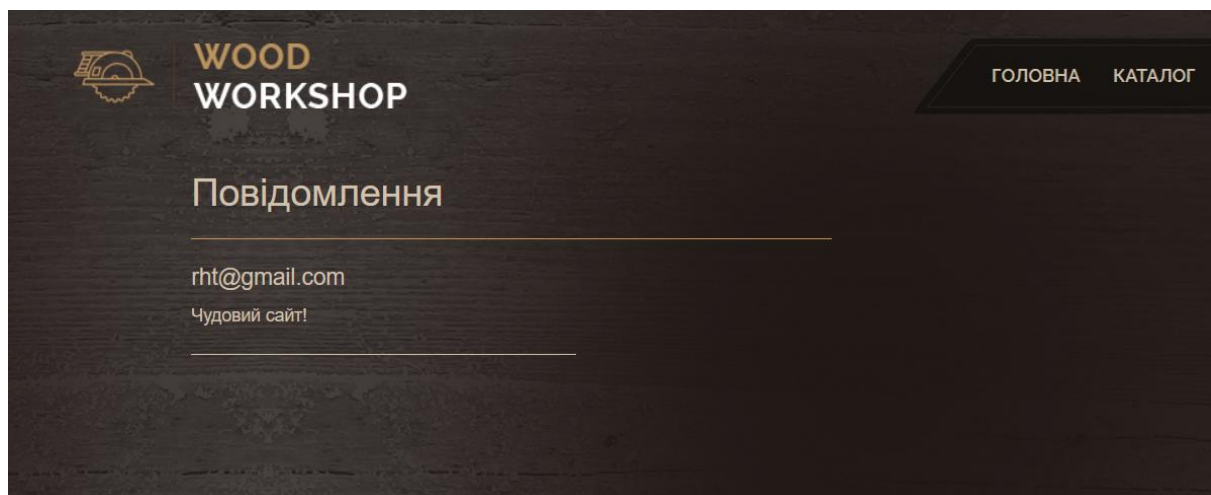 WOOD
WORKSHOP
ГОЛОВНА КАТАЛОГ
Повідомлення
rht@gmail.com
Чудовий сайт!